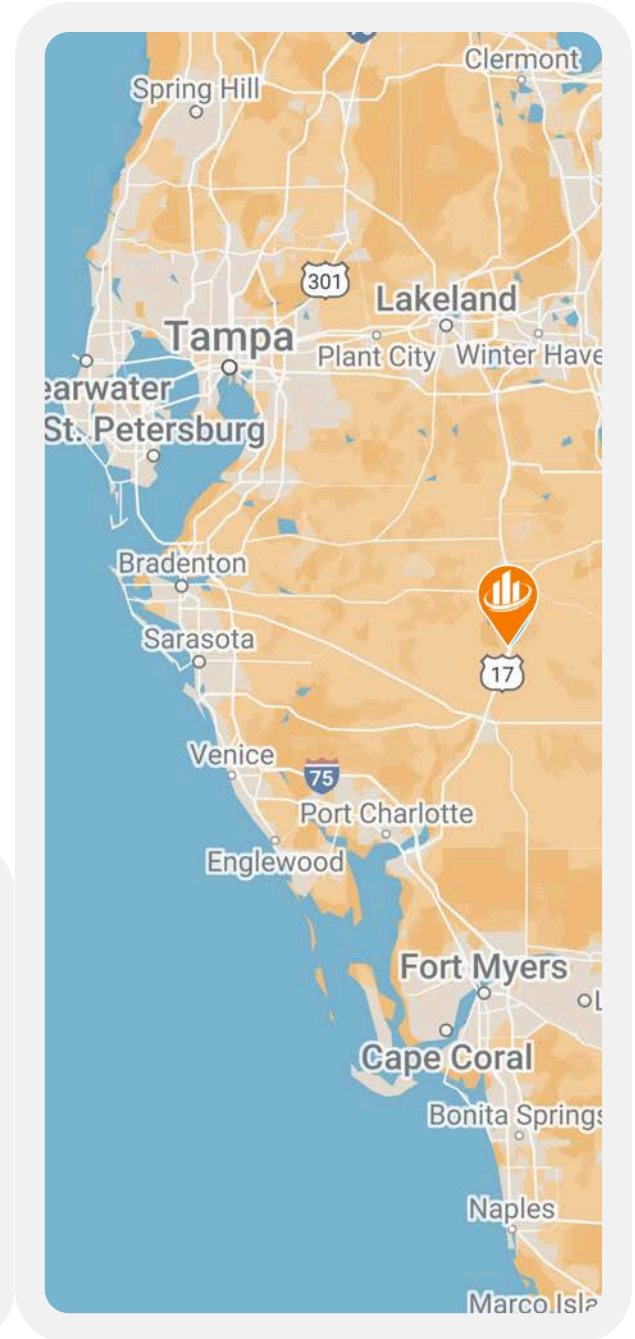 Clermont
Spring Hill
301
Lakeland
Tampa
Plant City
Winter Have
earwater
St. Petersburg
Bradenton
Sarasota
17
Venice
75
Port Charlotte
Englewood
Fort Myers
L
Cape Coral
Bonita Springs
Naples
Marco Isla